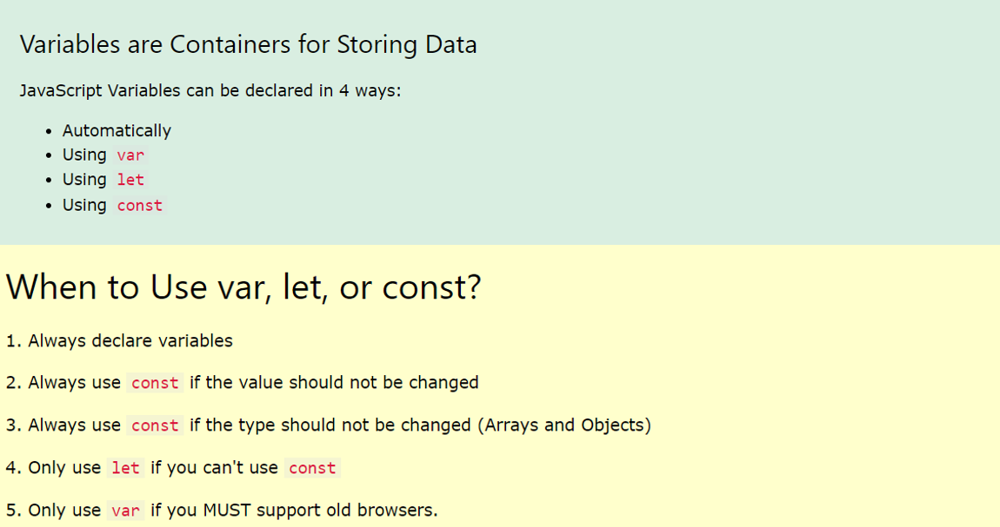 Variables are Containers for Storing Data
JavaScript Variables can be declared in 4 ways:
• Automatically
• Using var
• Using let
• Using const
When to Use var, let, or const?
1. Always declare variables
2. Always use const if the value should not be changed
3. Always use const if the type should not be changed (Arrays and Objects)
4. Only use let if you can't use const
5. Only use var if you MUST support old browsers.